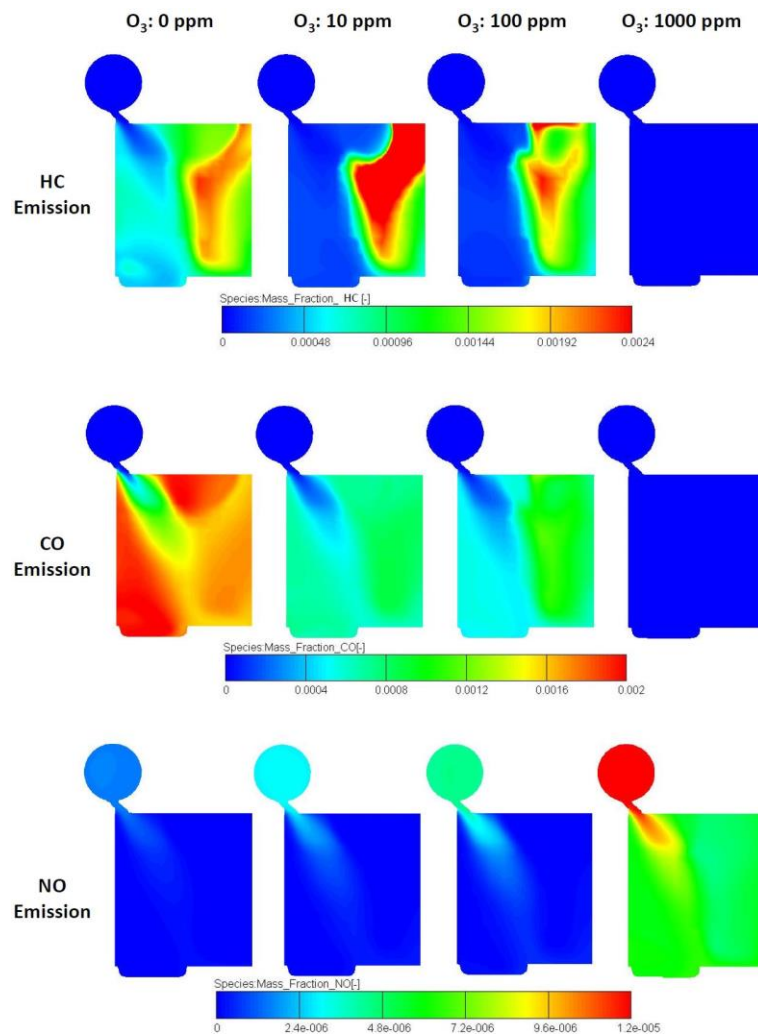 O₃: 0 ppm O₃: 10 ppm O₃: 100 ppm O₃: 1000 ppm
HC
Emission
Species:Mass_Fraction_ HC [-]
0 0.00048 0.00096 0.00144 0.00192 0.0024
CO
Emission
Species:Mass_Fraction_CO[-]
0 0.0004 0.0008 0.0012 0.0016 0.002
NO
Emission
Species:Mass_Fraction_NO[-]
0 2.4e-006 4.8e-006 7.2e-006 9.6e-006 1.2e-005